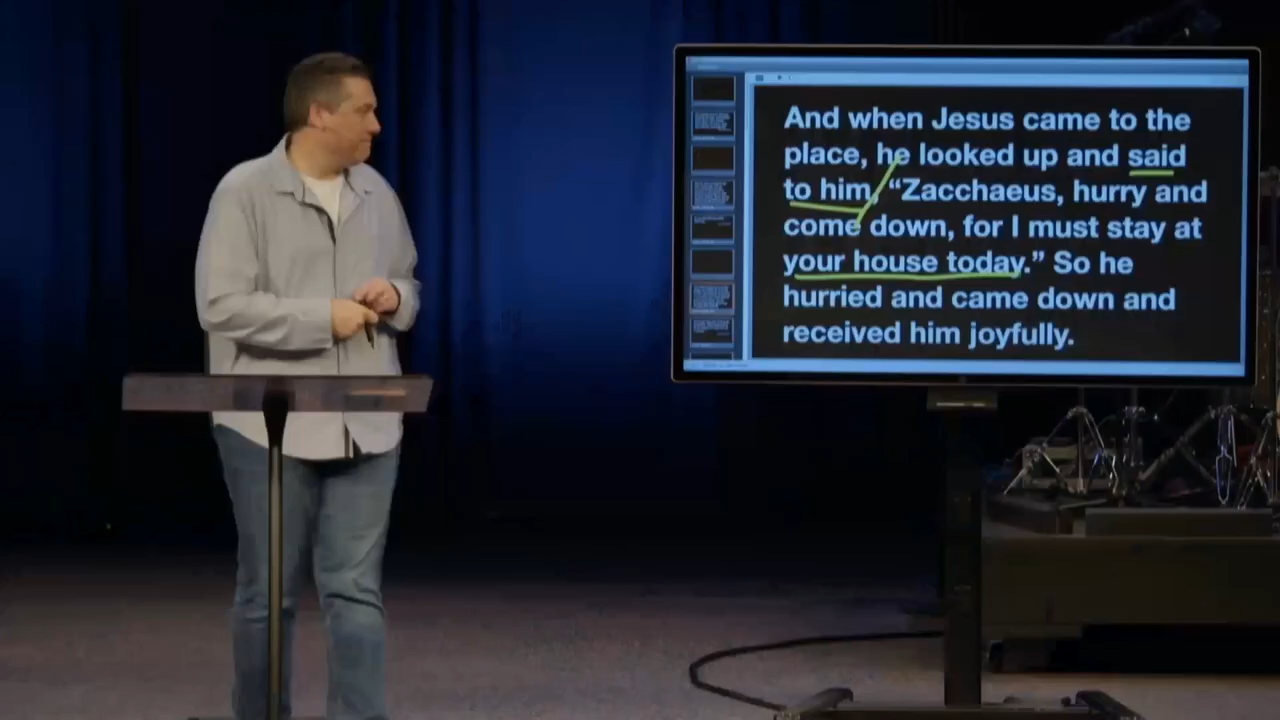 And when Jesus came to the
place, he looked up and said
to him, “Zacchaeus, hurry and
come down, for I must stay at
your house today.” So he
hurried and came down and
received him joyfully.